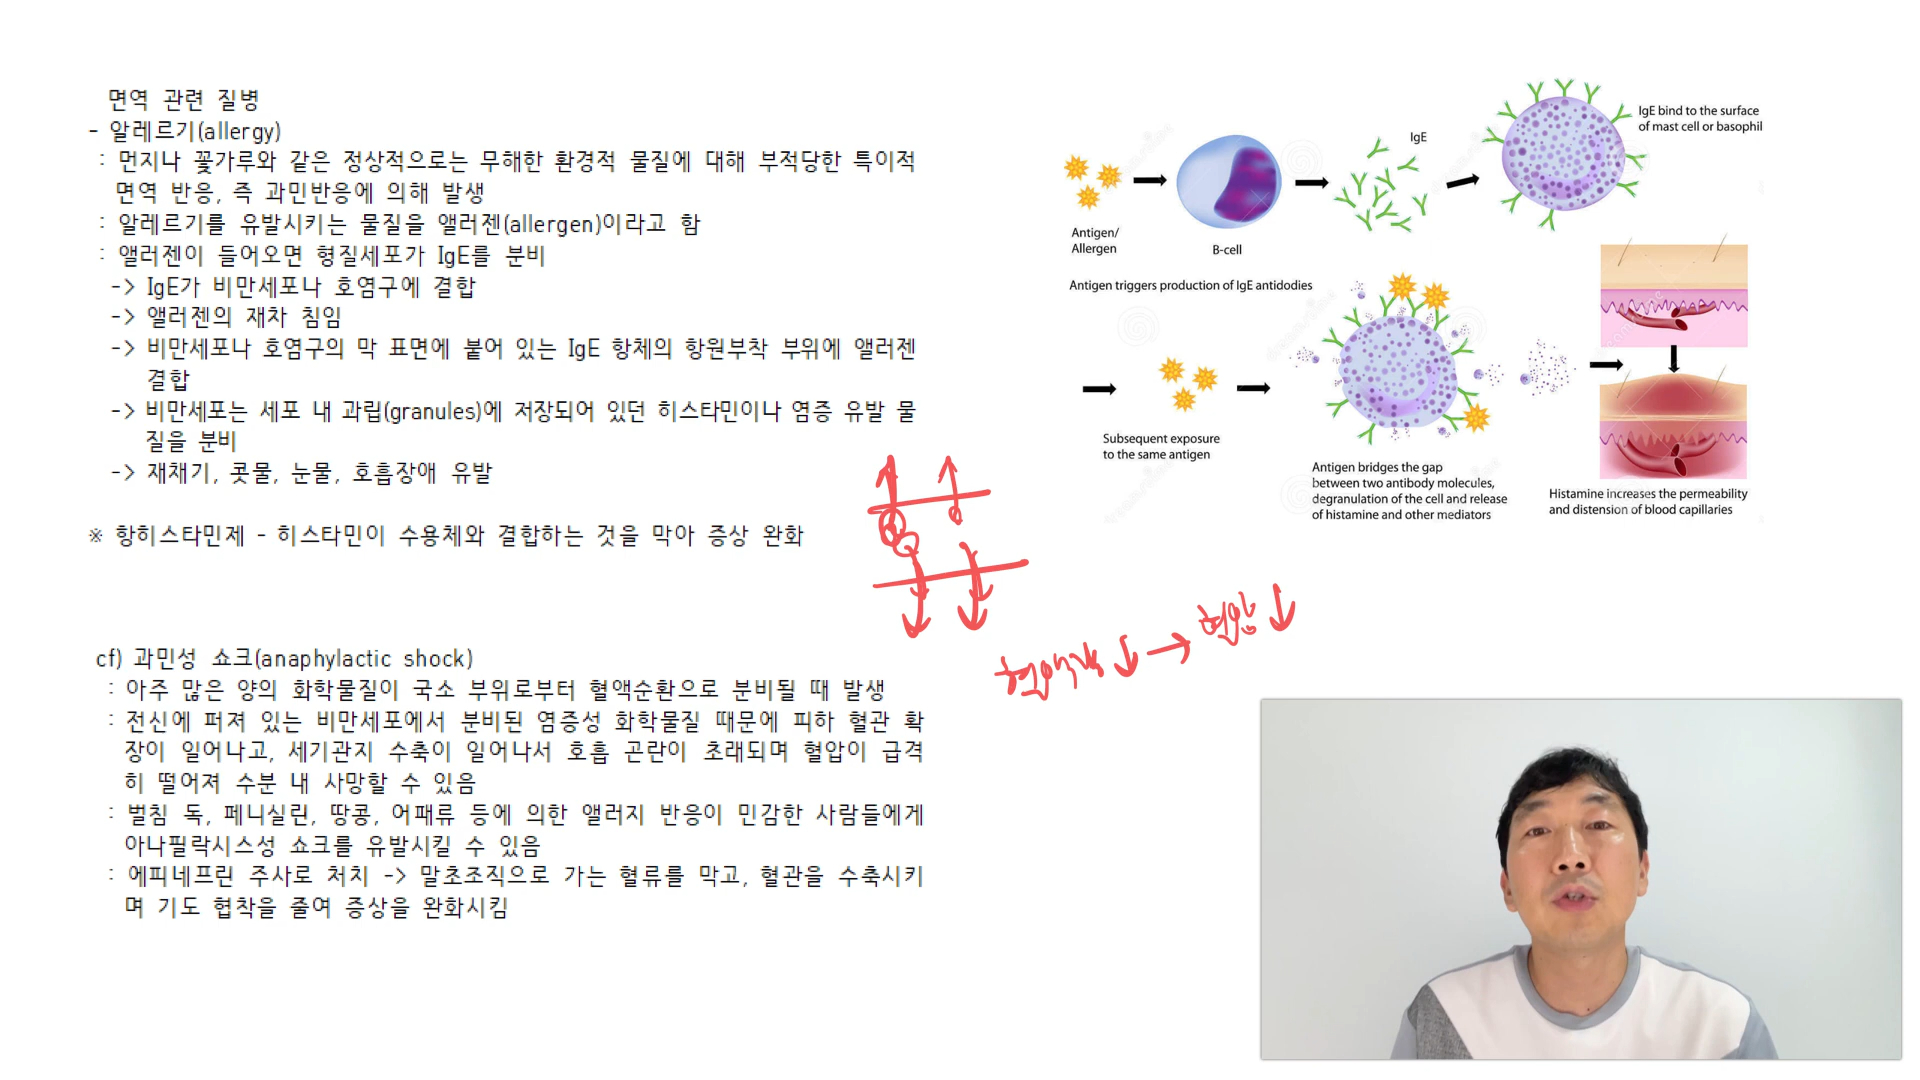 면역 관련 질병
- 알레르기(allergy)
: 먼지나 꽃가루와 같은 정상적으로는 무해한 환경적 물질에 대해 부적당한 특이적
면역 반응, 즉 과민반응에 의해 발생
: 알레르기를 유발시키는 물질을 앨러젠(allergen)이라고 함
: 앨러젠이 들어오면 형질세포가 IgE를 분비
-> IgE가 비만세포나 호염구에 결합
-> 앨러젠의 재차 침임
-> 비만세포나 호염구의 막 표면에 붙어 있는 IgE 항체의 항원부착 부위에 앨러젠
결합
-> 비만세포는 세포 내 과립(granules)에 저장되어 있던 히스타민이나 염증 유발 물
질을 분비
-> 재채기, 콧물, 눈물, 호흡장애 유발
※ 항히스타민제 - 히스타민이 수용체와 결합하는 것을 막아 증상 완화
cf) 과민성 쇼크(anaphylactic shock)
: 아주 많은 양의 화학물질이 국소 부위로부터 혈액순환으로 분비될 때 발생
: 전신에 퍼져 있는 비만세포에서 분비된 염증성 화학물질 때문에 피하 혈관 확
장이 일어나고, 세기관지 수축이 일어나서 호흡 곤란이 초래되며 혈압이 급격
히 떨어져 수분 내 사망할 수 있음
: 벌침 독, 페니실린, 땅콩, 어패류 등에 의한 앨러지 반응이 민감한 사람들에게
아나필락시스성 쇼크를 유발시킬 수 있음
: 에피네프린 주사로 처치 -> 말초조직으로 가는 혈류를 막고, 혈관을 수축시키
며 기도 협착을 줄여 증상을 완화시킴
Antigen/
Allergen
B-cell
IgE
IgE bind to the surface
of mast cell or basophil
Antigen triggers production of IgE antidodies
Subsequent exposure
to the same antigen
Antigen bridges the gap
between two antibody molecules,
degranulation of the cell and release
of histamine and other mediators
Histamine increases the permeability
and distension of blood capillaries
↓ → 혈압 ↓